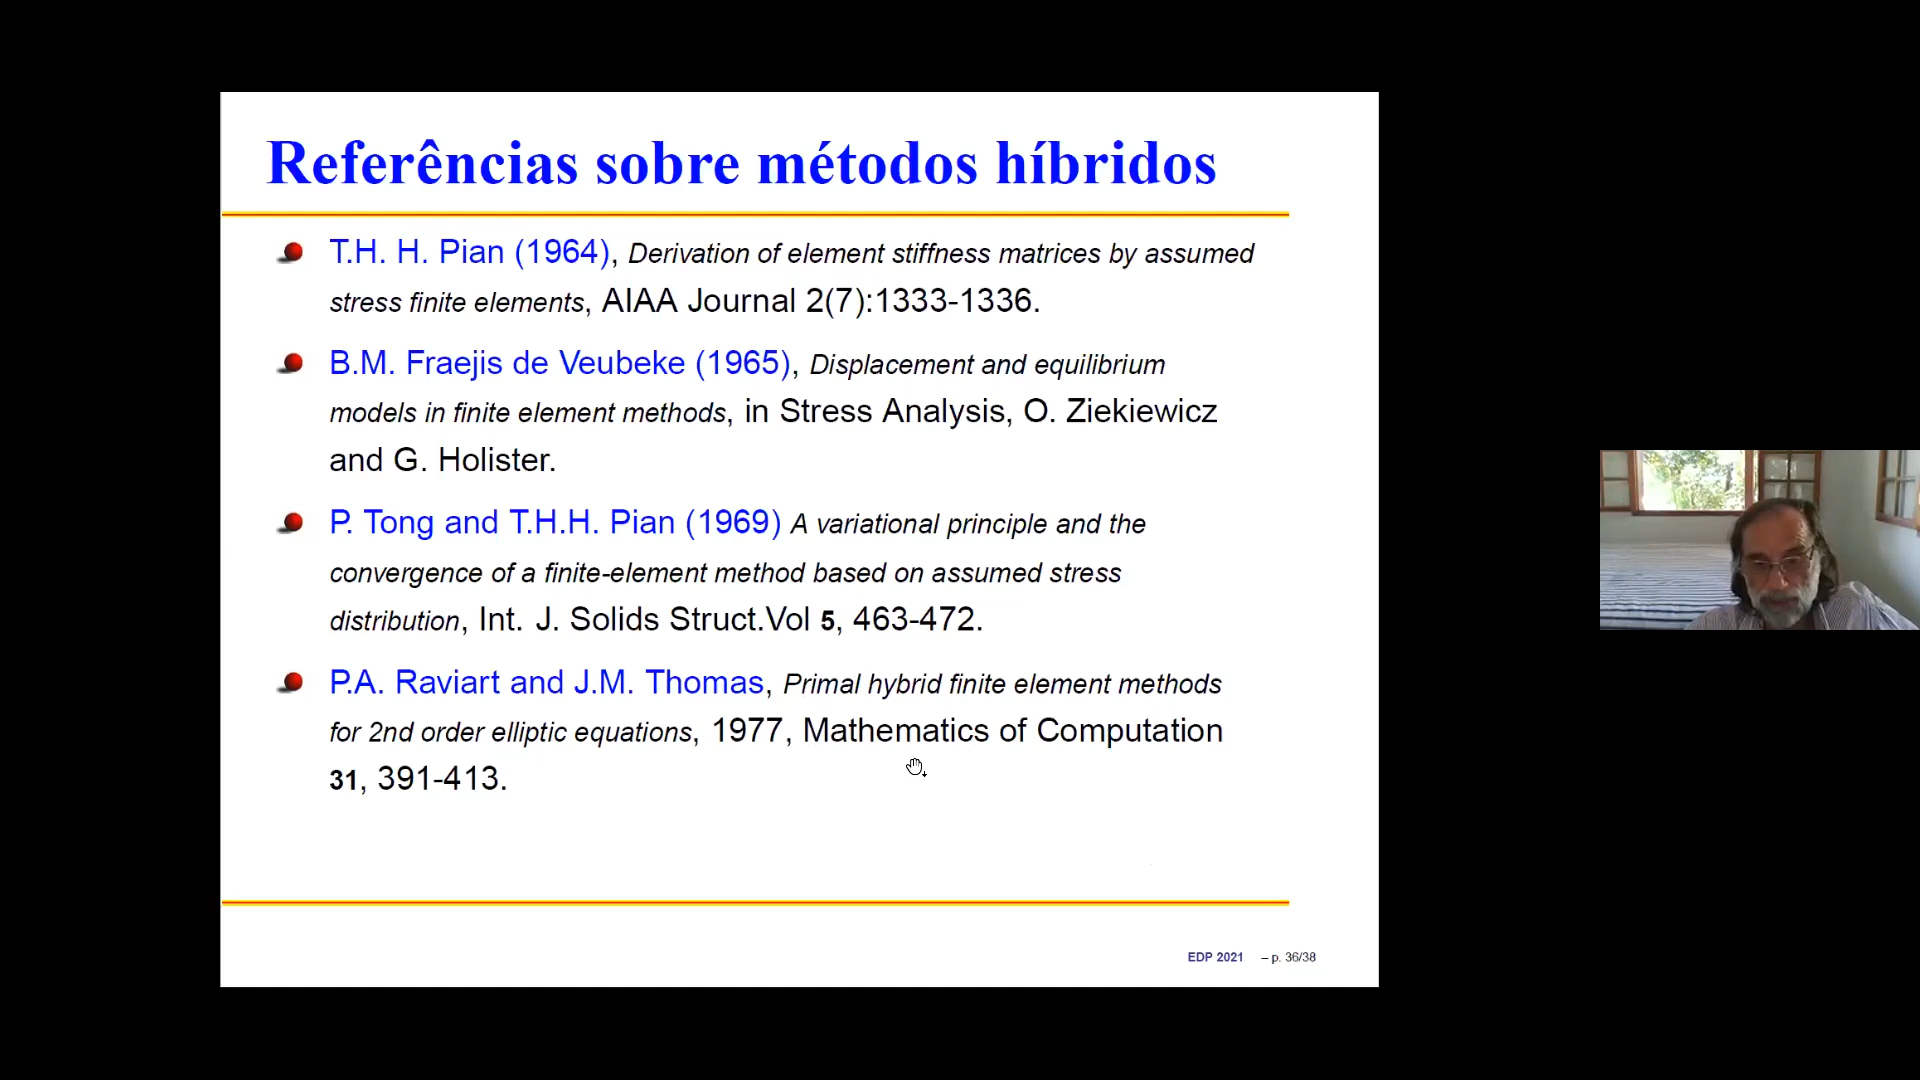 Referências sobre métodos híbridos
T.H. H. Pian (1964), Derivation of element stiffness matrices by assumed
stress finite elements, AIAA Journal 2(7):1333-1336.
B.M. Fraejis de Veubeke (1965), Displacement and equilibrium
models in finite element methods, in Stress Analysis, O. Ziekiewicz
and G. Holister.
P. Tong and T.H.H. Pian (1969) A variational principle and the
convergence of a finite-element method based on assumed stress
distribution, Int. J. Solids Struct.Vol 5, 463-472.
P.A. Raviart and J.M. Thomas, Primal hybrid finite element methods
for 2nd order elliptic equations, 1977, Mathematics of Computation
31, 391-413.
EDP 2021 – p. 36/38